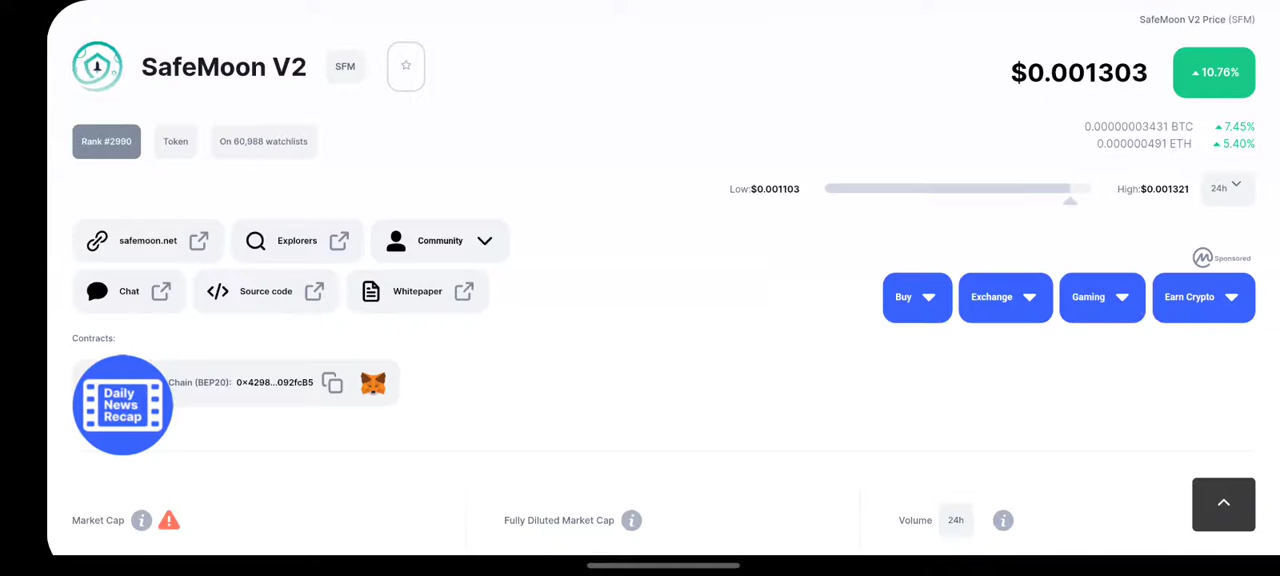 SafeMoon V2 Price (SFM)
SafeMoon V2 SFM
$0.001303 10.76%
Rank #2990 Token On 60,988 watchlists
0.00000003431 BTC 7.45%
0.000000491 ETH 5.40%
Low:$0.001103 High:$0.001321 24h
safemoon.net Explorers Community
Sponsored
Chat Source code Whitepaper
Buy Exchange Gaming Earn Crypto
Contracts:
Chain (BEP20): 0x4298...092fcB5
Daily
News
Recap
Market Cap Fully Diluted Market Cap Volume 24h